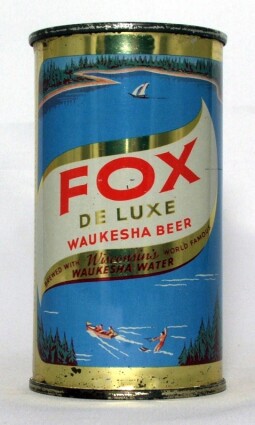 FOX
DE LUXE
WAUKESHA BEER
BREWED WITH Wisconsin's WORLD FAMOUS
WAUKESHA WATER